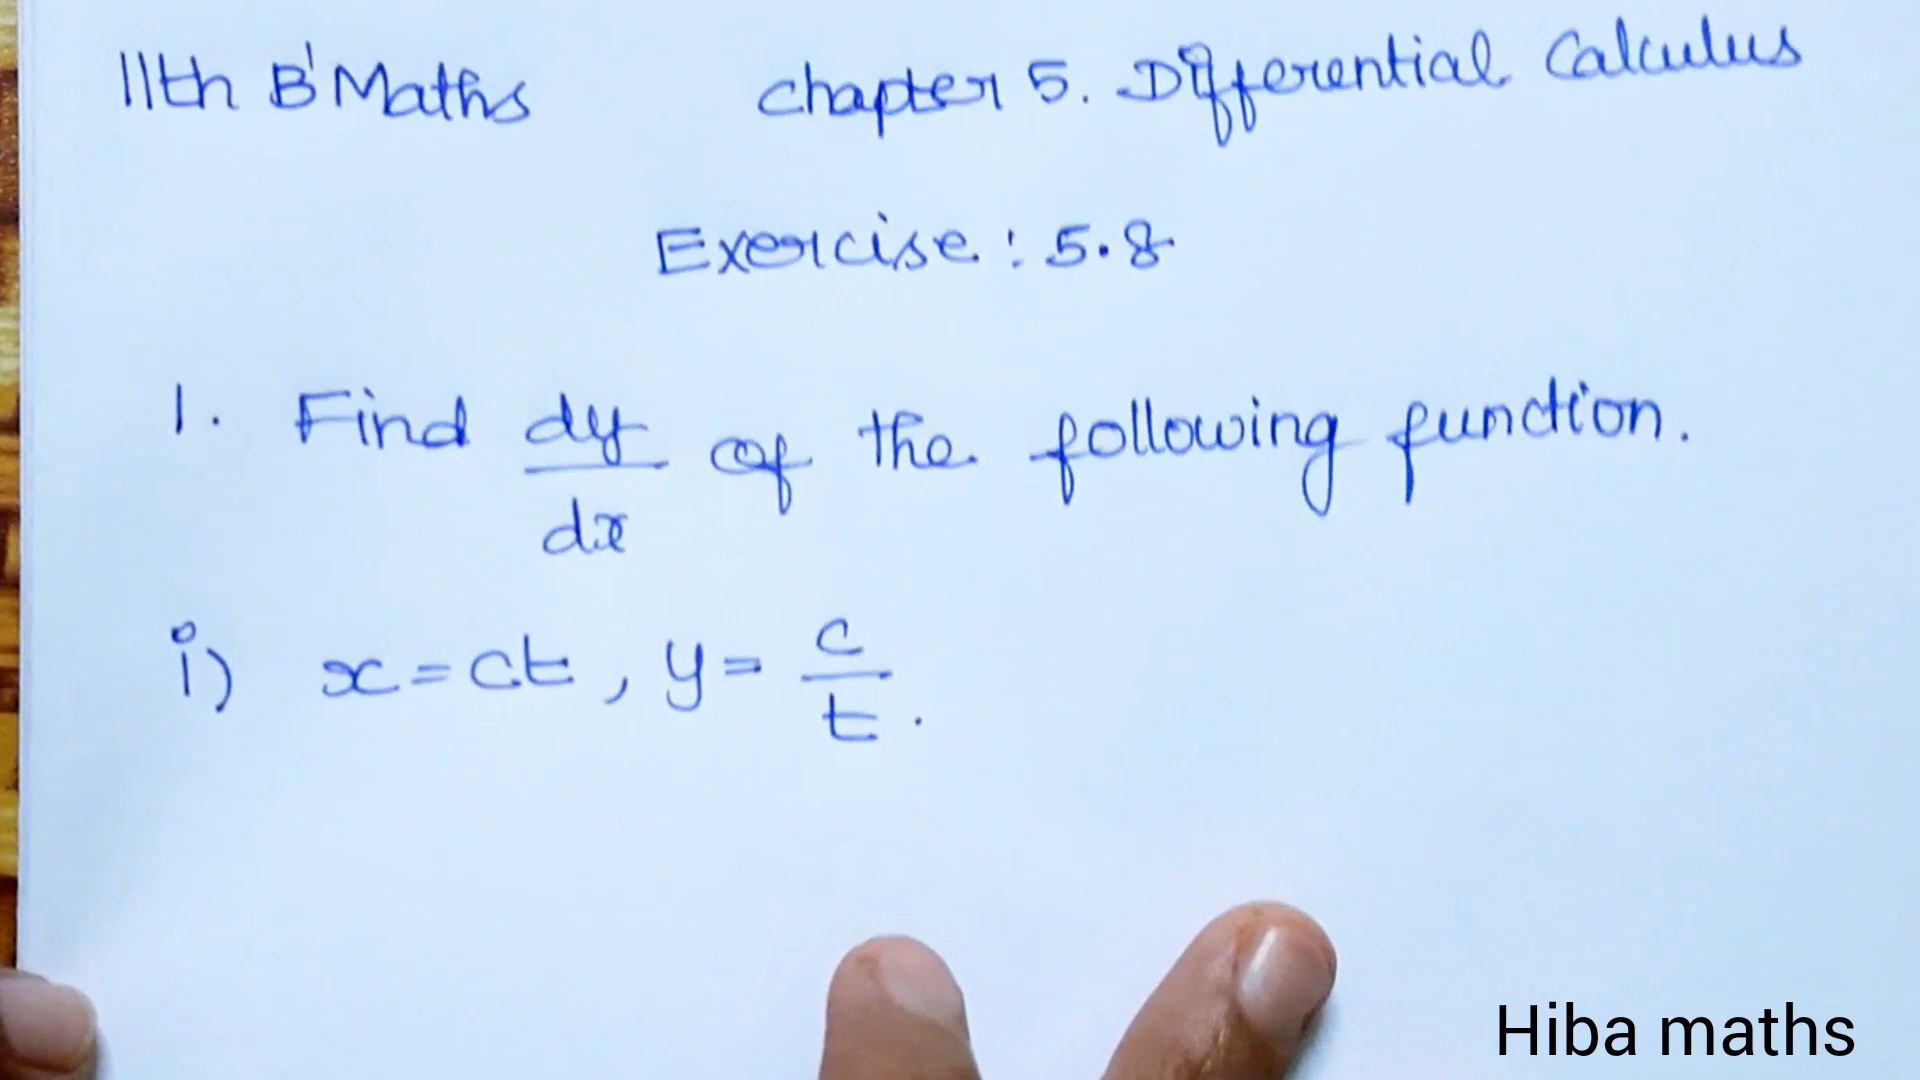 11th B'Maths chapter 5. Differential Calculus
Exercise: 5.8
1. Find dy/dx of the following function.
i) x = ct, y = c/t.
Hiba maths